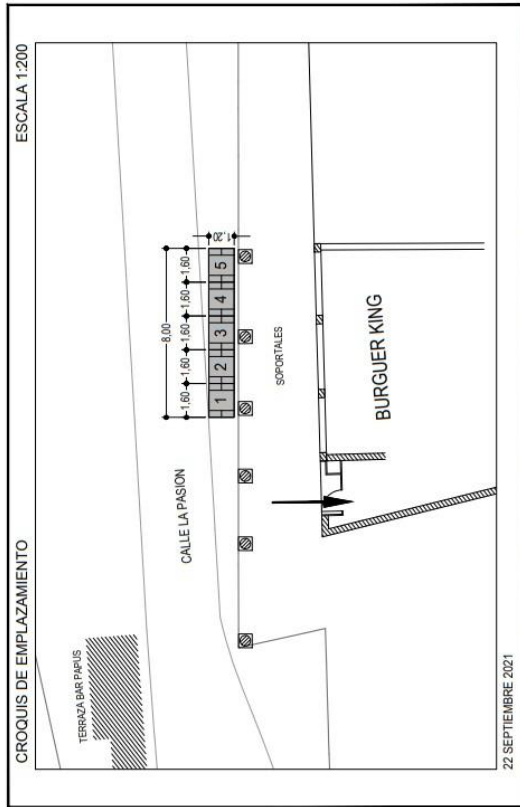 CROQUIS DE EMPLAZAMIENTO
ESCALA 1:200
TERRAZA BAR PAPUS
CALLE LA PASION
8,00
1,60
1,60
1,60
1,60
1,60
1,20
1
2
3
4
5
SOPORTALES
BURGUER KING
22 SEPTIEMBRE 2021